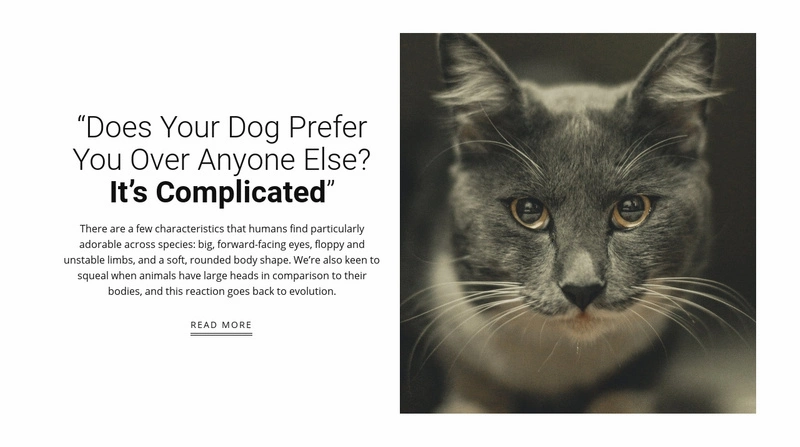 “Does Your Dog Prefer
You Over Anyone Else?
It’s Complicated”
There are a few characteristics that humans find particularly
adorable across species: big, forward-facing eyes, floppy and
unstable limbs, and a soft, rounded body shape. We’re also keen to
squeal when animals have large heads in comparison to their
bodies, and this reaction goes back to evolution.
READ MORE